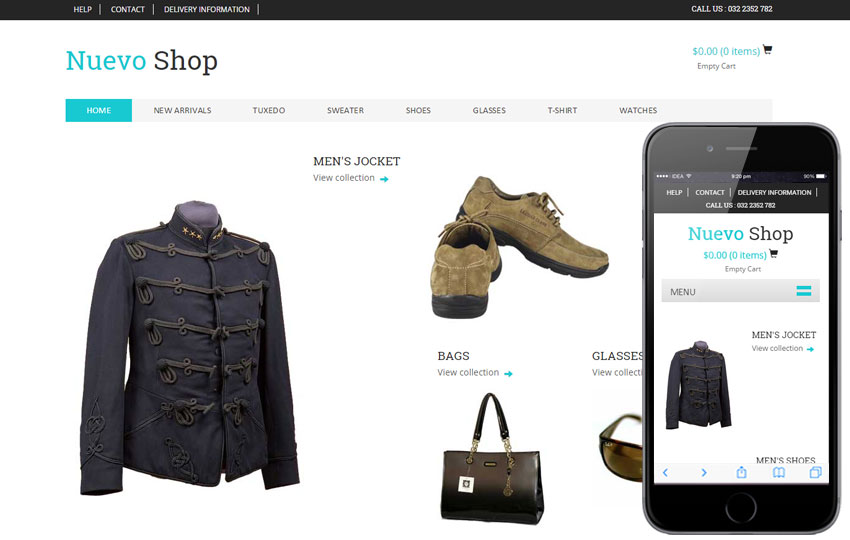 HELP CONTACT DELIVERY INFORMATION
CALL US : 032 2352 782
Nuevo Shop
$0.00 (0 items)
Empty Cart
HOME NEW ARRIVALS TUXEDO SWEATER SHOES GLASSES T-SHIRT WATCHES
MEN'S JOCKET
View collection
BAGS
View collection
GLASSES
View collection
IDEA 9:20 pm 90%
HELP CONTACT DELIVERY INFORMATION
CALL US : 032 2352 782
Nuevo Shop
$0.00 (0 items)
Empty Cart
MENU
MEN'S JOCKET
View collection
MEN'S SHOES